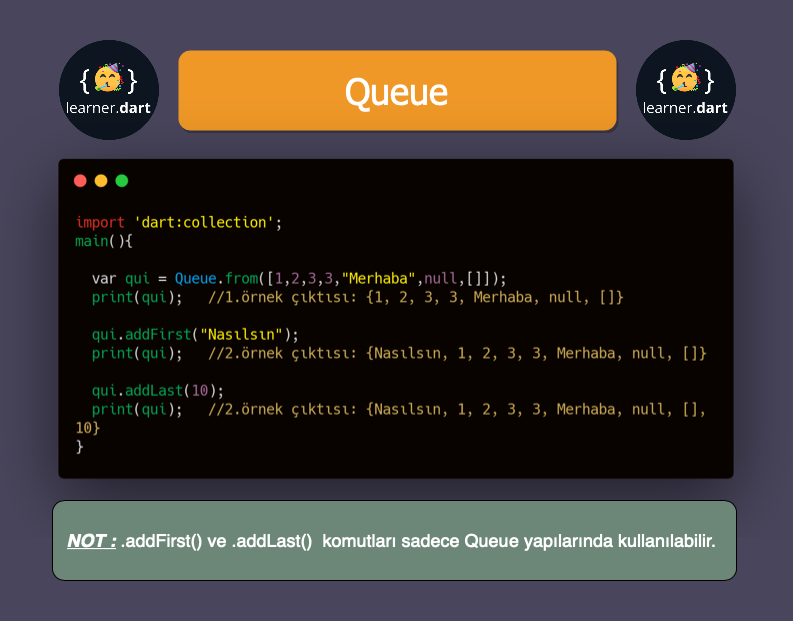 {🥳}
learner.dart
Queue
{🥳}
learner.dart
import 'dart:collection';
main(){
var qui = Queue.from([1,2,3,3,"Merhaba",null,[]]);
print(qui); //1.örnek çıktısı: {1, 2, 3, 3, Merhaba, null, []}
qui.addFirst("Nasılsın");
print(qui); //2.örnek çıktısı: {Nasılsın, 1, 2, 3, 3, Merhaba, null, []}
qui.addLast(10);
print(qui); //2.örnek çıktısı: {Nasılsın, 1, 2, 3, 3, Merhaba, null, [],
10}
}
NOT : .addFirst() ve .addLast() komutları sadece Queue yapılarında kullanılabilir.